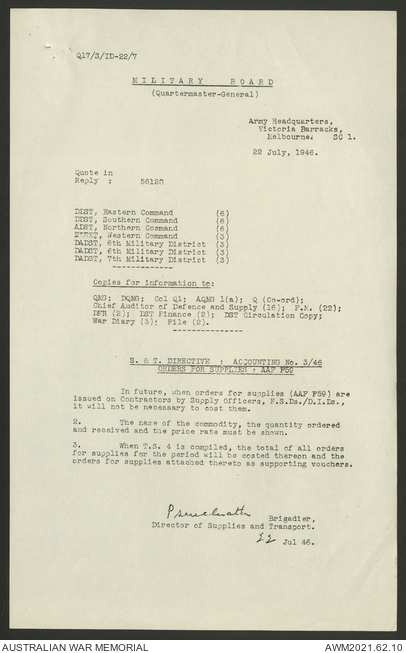 Q17/3/ID-22/7
MILITARY BOARD
(Quartermaster-General)
Army Headquarters,
Victoria Barracks,
Melbourne. SC 1.
22 July, 1946.
Quote in
Reply : 56128
DDST, Eastern Command (6)
DDST, Southern Command (6)
ADST, Northern Command (6)
Western Command (3)
DADST, 6th Military District (3)
DADST, 6th Military District (3)
DADST, 7th Military District (3)
-------------
Copies for information to:
QMG; DQMG; Col Q1; AQMG 1(a); Q (Co-ord);
Chief Auditor of Defence and Supply (16); F.M. (22);
DFR (2); DST Finance (2); DST Circulation Copy;
War Diary (3); File (2).
---------------
S. & T. DIRECTIVE : ACCOUNTING No. 3/46
ORDERS FOR SUPPLIES : AAF F59
In future, when orders for supplies (AAF F59) are
issued on Contractors by Supply Officers, F.S.Ds./D.I.Ds.,
it will not be necessary to cost them.
2. The name of the commodity, the quantity ordered
and received and the price rate must be shown.
3. When T.S. 4 is compiled, the total of all orders
for supplies for the period will be costed thereon and the
orders for supplies attached thereto as supporting vouchers.
Brigadier,
Director of Supplies and Transport.
22 Jul 46.
AUSTRALIAN WAR MEMORIAL AWM2021.62.10